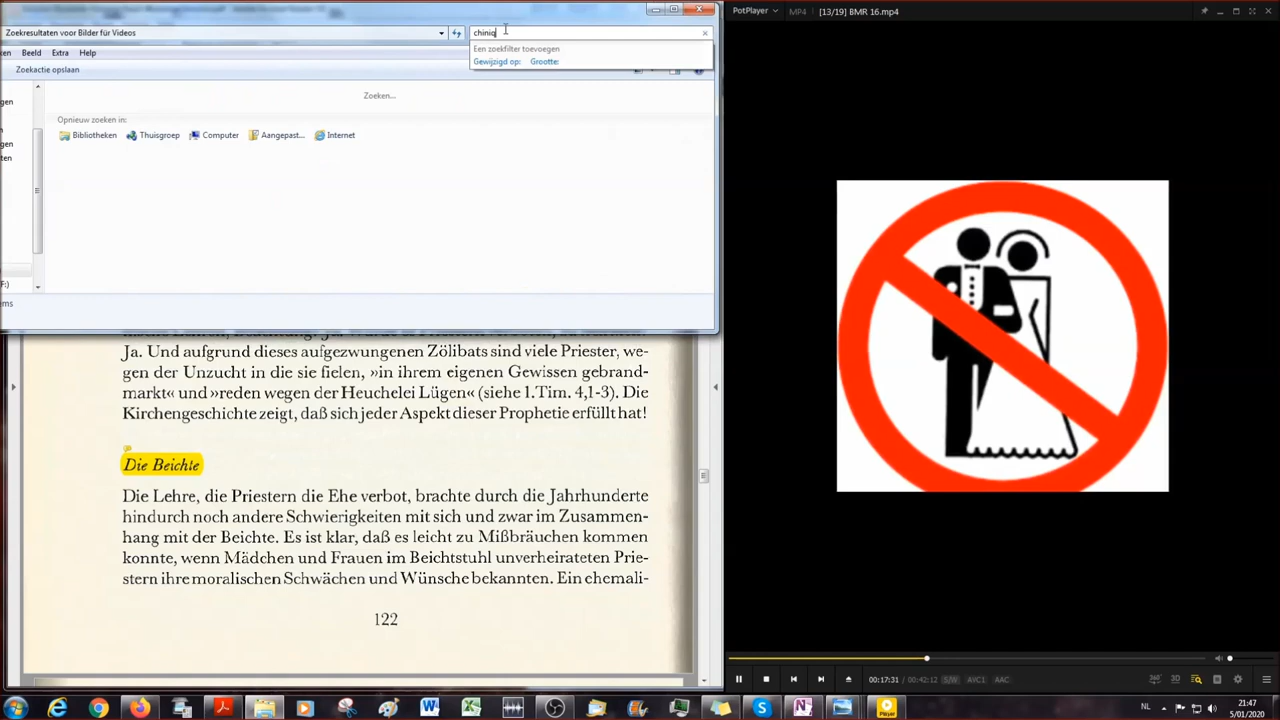 Zoekresultaten voor Bilder für Videos
chiniq
Een zoekfilter toevoegen
Gewijzigd op: Grootte:
Beeld Extra Help
Zoekactie opslaan
Zoeken...
Opnieuw zoeken in:
Bibliotheken Thuisgroep Computer Aangepast... Internet
Ja. Und aufgrund dieses aufgezwungenen Zölibats sind viele Priester, we-
gen der Unzucht in die sie fielen, »in ihrem eigenen Gewissen gebrand-
markt« und »reden wegen der Heuchelei Lügen« (siehe 1.Tim. 4,1-3). Die
Kirchengeschichte zeigt, daß sich jeder Aspekt dieser Prophetie erfüllt hat!
Die Beichte
Die Lehre, die Priestern die Ehe verbot, brachte durch die Jahrhunderte
hindurch noch andere Schwierigkeiten mit sich und zwar im Zusammen-
hang mit der Beichte. Es ist klar, daß es leicht zu Mißbräuchen kommen
konnte, wenn Mädchen und Frauen im Beichtstuhl unverheirateten Prie-
stern ihre moralischen Schwächen und Wünsche bekannten. Ein chemali-
122
PotPlayer MP4 [13/19] BMR 16.mp4
00:17:31 / 00:42:12 S/W AVC1 AAC
3D
NL 21:47
5/01/2020